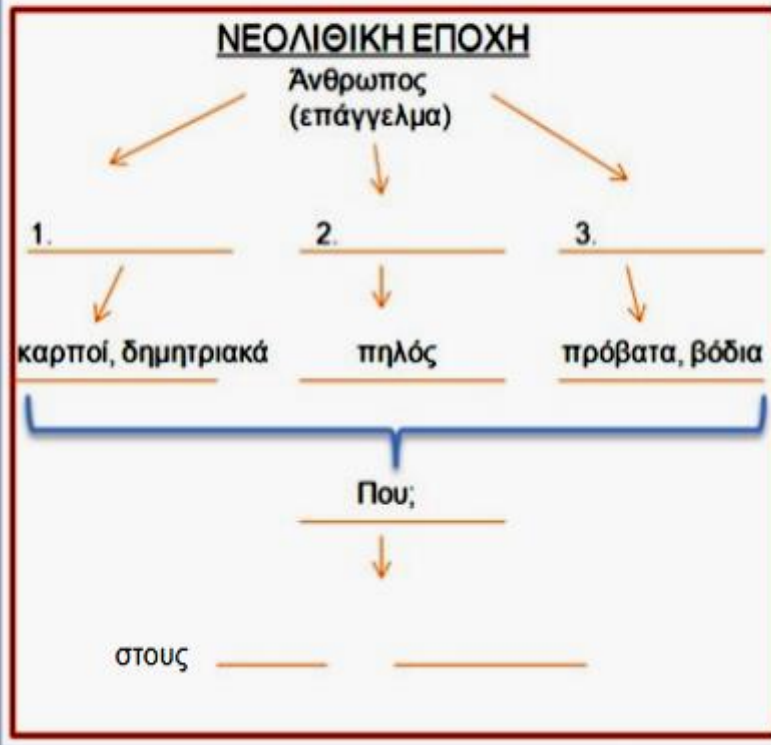 ΝΕΟΛΙΘΙΚΗ ΕΠΟΧΗ
Άνθρωπος
(επάγγελμα)
1.
2.
3.
καρποί, δημητριακά
πηλός
πρόβατα, βόδια
Που;
στους